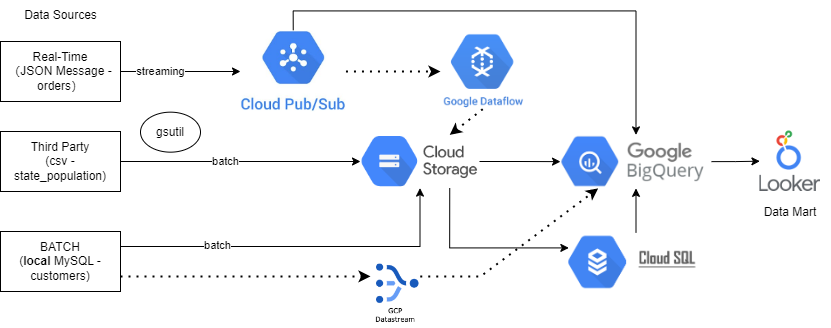 Data Sources
Real-Time
(JSON Message -
orders)
streaming
Cloud Pub/Sub
Google Dataflow
gsutil
Third Party
(csv -
state_population)
batch
Cloud
Storage
Google
BigQuery
Looker
Data Mart
BATCH
(local MySQL -
customers)
batch
Cloud SQL
GCP
Datastream